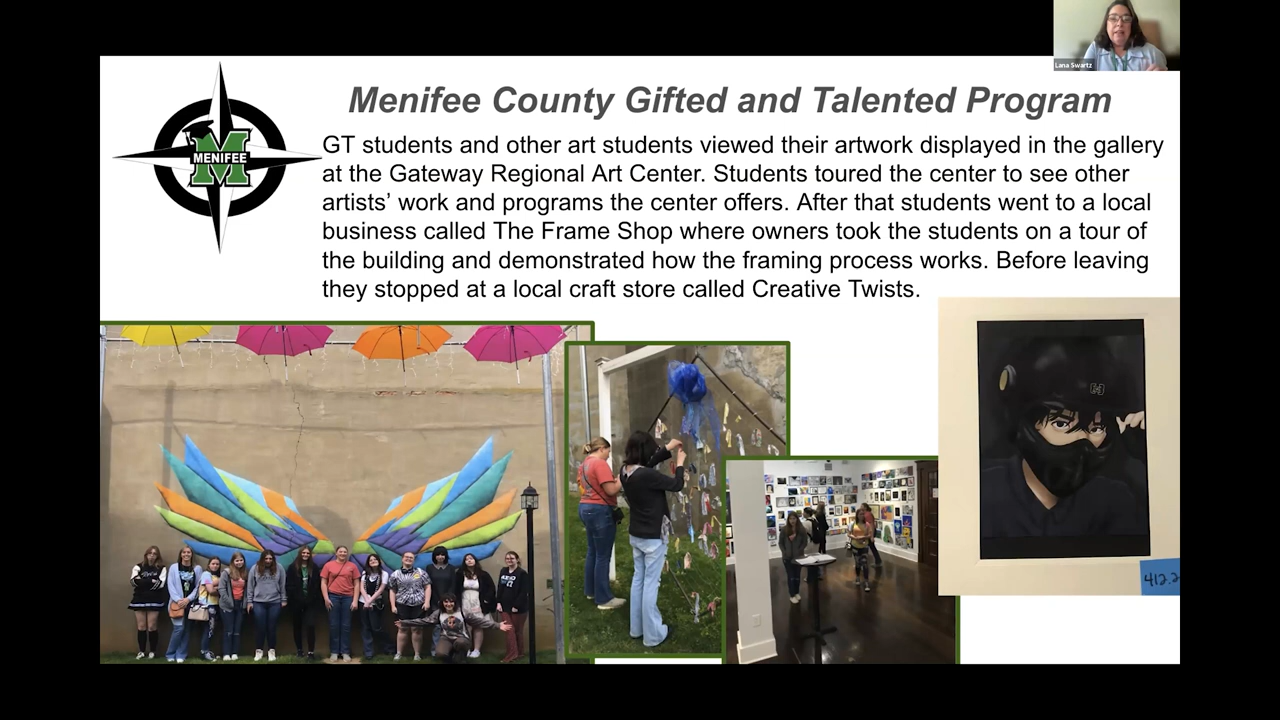 Lana Swartz
Menifee County Gifted and Talented Program
M
MENIFEE
GT students and other art students viewed their artwork displayed in the gallery
at the Gateway Regional Art Center. Students toured the center to see other
artists’ work and programs the center offers. After that students went to a local
business called The Frame Shop where owners took the students on a tour of
the building and demonstrated how the framing process works. Before leaving
they stopped at a local craft store called Creative Twists.